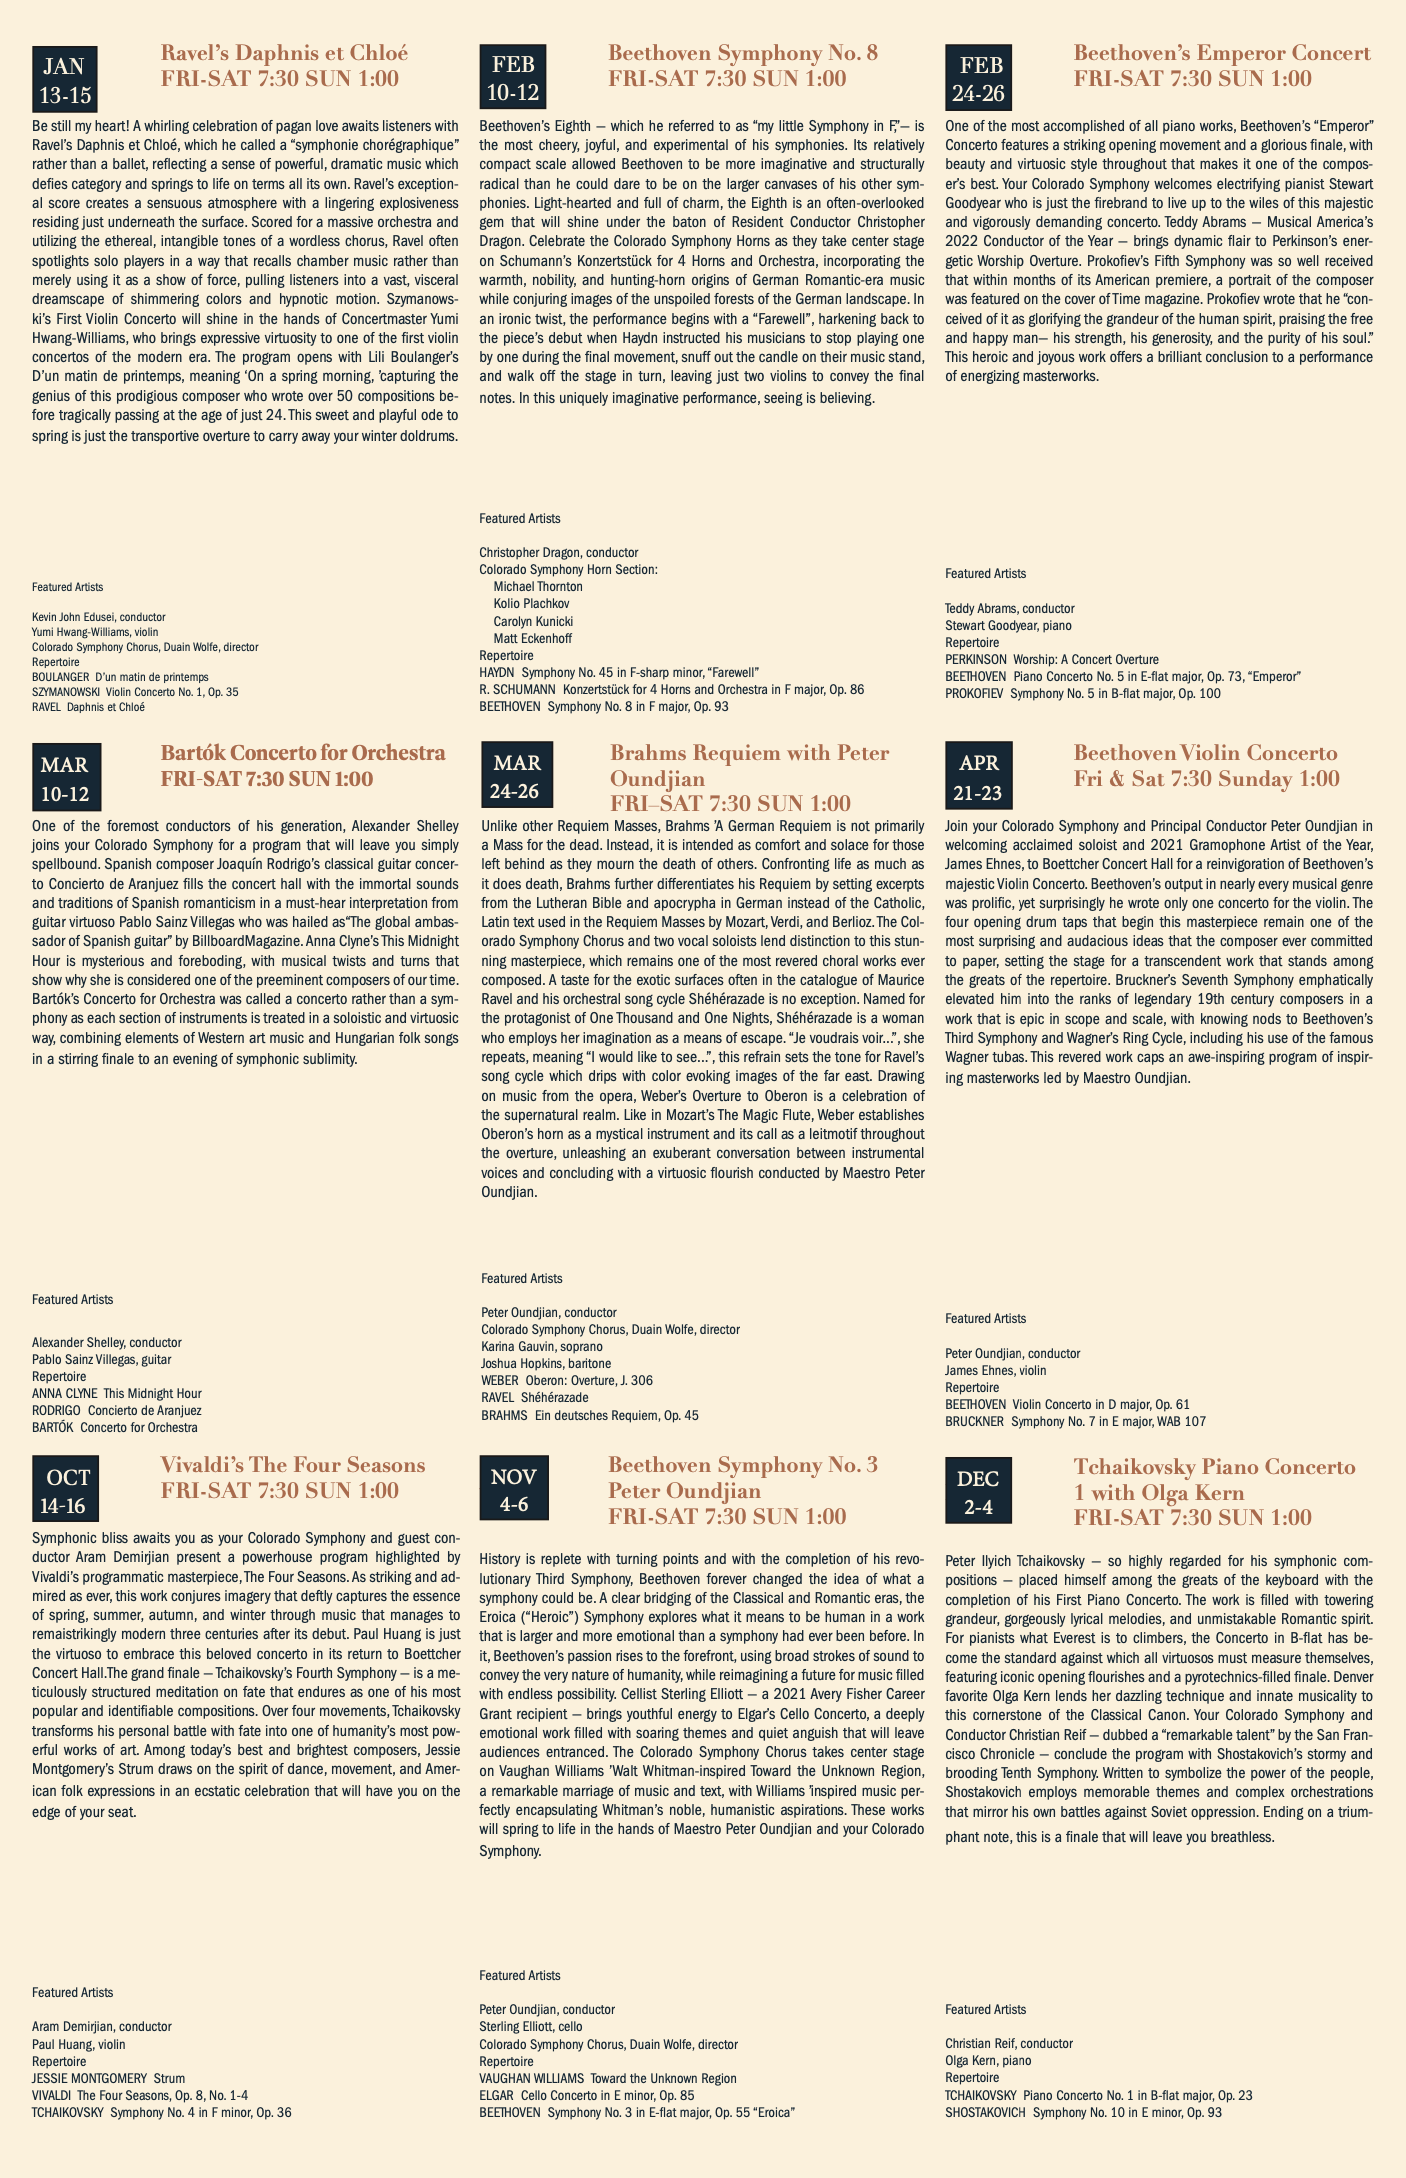 JAN
13-15
Ravel’s Daphnis et Chloé
FRI-SAT 7:30 SUN 1:00
Be still my heart! A whirling celebration of pagan love awaits listeners with
Ravel’s Daphnis et Chloé, which he called a “symphonie chorégraphique”
rather than a ballet, reflecting a sense of powerful, dramatic music which
defies category and springs to life on terms all its own. Ravel’s exception-
al score creates a sensuous atmosphere with a lingering explosiveness
residing just underneath the surface. Scored for a massive orchestra and
utilizing the ethereal, intangible tones of a wordless chorus, Ravel often
spotlights solo players in a way that recalls chamber music rather than
merely using it as a show of force, pulling listeners into a vast, visceral
dreamscape of shimmering colors and hypnotic motion. Szymanows-
ki’s First Violin Concerto will shine in the hands of Concertmaster Yumi
Hwang-Williams, who brings expressive virtuosity to one of the first violin
concertos of the modern era. The program opens with Lili Boulanger’s
D’un matin de printemps, meaning ‘On a spring morning, ’capturing the
genius of this prodigious composer who wrote over 50 compositions be-
fore tragically passing at the age of just 24. This sweet and playful ode to
spring is just the transportive overture to carry away your winter doldrums.
Featured Artists
Kevin John Edusei, conductor
Yumi Hwang-Williams, violin
Colorado Symphony Chorus, Duain Wolfe, director
Repertoire
BOULANGER D’un matin de printemps
SZYMANOWSKI Violin Concerto No. 1, Op. 35
RAVEL Daphnis et Chloé
FEB
10-12
Beethoven Symphony No. 8
FRI-SAT 7:30 SUN 1:00
Beethoven’s Eighth — which he referred to as “my little Symphony in F,”— is
the most cheery, joyful, and experimental of his symphonies. Its relatively
compact scale allowed Beethoven to be more imaginative and structurally
radical than he could dare to be on the larger canvases of his other sym-
phonies. Light-hearted and full of charm, the Eighth is an often-overlooked
gem that will shine under the baton of Resident Conductor Christopher
Dragon. Celebrate the Colorado Symphony Horns as they take center stage
on Schumann’s Konzertstück for 4 Horns and Orchestra, incorporating the
warmth, nobility, and hunting-horn origins of German Romantic-era music
while conjuring images of the unspoiled forests of the German landscape. In
an ironic twist, the performance begins with a “Farewell”, harkening back to
the piece’s debut when Haydn instructed his musicians to stop playing one
by one during the final movement, snuff out the candle on their music stand,
and walk off the stage in turn, leaving just two violins to convey the final
notes. In this uniquely imaginative performance, seeing is believing.
Featured Artists
Christopher Dragon, conductor
Colorado Symphony Horn Section:
Michael Thornton
Kolio Plachkov
Carolyn Kunicki
Matt Eckenhoff
Repertoire
HAYDN Symphony No. 45 in F-sharp minor, “Farewell”
R. SCHUMANN Konzertstück for 4 Horns and Orchestra in F major, Op. 86
BEETHOVEN Symphony No. 8 in F major, Op. 93
FEB
24-26
Beethoven’s Emperor Concert
FRI-SAT 7:30 SUN 1:00
One of the most accomplished of all piano works, Beethoven’s “Emperor”
Concerto features a striking opening movement and a glorious finale, with
beauty and virtuosic style throughout that makes it one of the compos-
er’s best. Your Colorado Symphony welcomes electrifying pianist Stewart
Goodyear who is just the firebrand to live up to the wiles of this majestic
and vigorously demanding concerto. Teddy Abrams — Musical America’s
2022 Conductor of the Year — brings dynamic flair to Perkinson’s ener-
getic Worship Overture. Prokofiev’s Fifth Symphony was so well received
that within months of its American premiere, a portrait of the composer
was featured on the cover of Time magazine. Prokofiev wrote that he “con-
ceived of it as glorifying the grandeur of the human spirit, praising the free
and happy man— his strength, his generosity, and the purity of his soul.”
This heroic and joyous work offers a brilliant conclusion to a performance
of energizing masterworks.
Featured Artists
Teddy Abrams, conductor
Stewart Goodyear, piano
Repertoire
PERKINSON Worship: A Concert Overture
BEETHOVEN Piano Concerto No. 5 in E-flat major, Op. 73, “Emperor”
PROKOFIEV Symphony No. 5 in B-flat major, Op. 100
MAR
10-12
Bartók Concerto for Orchestra
FRI-SAT 7:30 SUN 1:00
One of the foremost conductors of his generation, Alexander Shelley
joins your Colorado Symphony for a program that will leave you simply
spellbound. Spanish composer Joaquín Rodrigo’s classical guitar concer-
to Concierto de Aranjuez fills the concert hall with the immortal sounds
and traditions of Spanish romanticism in a must-hear interpretation from
guitar virtuoso Pablo Sainz Villegas who was hailed as“The global ambas-
sador of Spanish guitar” by BillboardMagazine. Anna Clyne’s This Midnight
Hour is mysterious and foreboding, with musical twists and turns that
show why she is considered one of the preeminent composers of our time.
Bartók’s Concerto for Orchestra was called a concerto rather than a sym-
phony as each section of instruments is treated in a soloistic and virtuosic
way, combining elements of Western art music and Hungarian folk songs
in a stirring finale to an evening of symphonic sublimity.
Featured Artists
Alexander Shelley, conductor
Pablo Sainz Villegas, guitar
Repertoire
ANNA CLYNE This Midnight Hour
RODRIGO Concierto de Aranjuez
BARTÓK Concerto for Orchestra
MAR
24-26
Brahms Requiem with Peter
Oundjian
FRI–SAT 7:30 SUN 1:00
Unlike other Requiem Masses, Brahms ’A German Requiem is not primarily
a Mass for the dead. Instead, it is intended as comfort and solace for those
left behind as they mourn the death of others. Confronting life as much as
it does death, Brahms further differentiates his Requiem by setting excerpts
from the Lutheran Bible and apocrypha in German instead of the Catholic,
Latin text used in the Requiem Masses by Mozart, Verdi, and Berlioz. The Col-
orado Symphony Chorus and two vocal soloists lend distinction to this stun-
ning masterpiece, which remains one of the most revered choral works ever
composed. A taste for the exotic surfaces often in the catalogue of Maurice
Ravel and his orchestral song cycle Shéhérazade is no exception. Named for
the protagonist of One Thousand and One Nights, Shéhérazade is a woman
who employs her imagination as a means of escape. “Je voudrais voir...”, she
repeats, meaning “I would like to see...”, this refrain sets the tone for Ravel’s
song cycle which drips with color evoking images of the far east. Drawing
on music from the opera, Weber’s Overture to Oberon is a celebration of
the supernatural realm. Like in Mozart’s The Magic Flute, Weber establishes
Oberon’s horn as a mystical instrument and its call as a leitmotif throughout
the overture, unleashing an exuberant conversation between instrumental
voices and concluding with a virtuosic flourish conducted by Maestro Peter
Oundjian.
Featured Artists
Peter Oundjian, conductor
Colorado Symphony Chorus, Duain Wolfe, director
Karina Gauvin, soprano
Joshua Hopkins, baritone
WEBER Oberon: Overture, J. 306
RAVEL Shéhérazade
BRAHMS Ein deutsches Requiem, Op. 45
APR
21-23
Beethoven Violin Concerto
Fri & Sat 7:30 Sunday 1:00
Join your Colorado Symphony and Principal Conductor Peter Oundjian in
welcoming acclaimed soloist and 2021 Gramophone Artist of the Year,
James Ehnes, to Boettcher Concert Hall for a reinvigoration of Beethoven’s
majestic Violin Concerto. Beethoven’s output in nearly every musical genre
was prolific, yet surprisingly he wrote only one concerto for the violin. The
four opening drum taps that begin this masterpiece remain one of the
most surprising and audacious ideas that the composer ever committed
to paper, setting the stage for a transcendent work that stands among
the greats of the repertoire. Bruckner’s Seventh Symphony emphatically
elevated him into the ranks of legendary 19th century composers in a
work that is epic in scope and scale, with knowing nods to Beethoven’s
Third Symphony and Wagner’s Ring Cycle, including his use of the famous
Wagner tubas. This revered work caps an awe-inspiring program of inspir-
ing masterworks led by Maestro Oundjian.
Featured Artists
Peter Oundjian, conductor
James Ehnes, violin
Repertoire
BEETHOVEN Violin Concerto in D major, Op. 61
BRUCKNER Symphony No. 7 in E major, WAB 107
OCT
14-16
Vivaldi’s The Four Seasons
FRI-SAT 7:30 SUN 1:00
Symphonic bliss awaits you as your Colorado Symphony and guest con-
ductor Aram Demirjian present a powerhouse program highlighted by
Vivaldi’s programmatic masterpiece, The Four Seasons. As striking and ad-
mired as ever, this work conjures imagery that deftly captures the essence
of spring, summer, autumn, and winter through music that manages to
remaistrikingly modern three centuries after its debut. Paul Huang is just
the virtuoso to embrace this beloved concerto in its return to Boettcher
Concert Hall.The grand finale — Tchaikovsky’s Fourth Symphony — is a me-
ticulously structured meditation on fate that endures as one of his most
popular and identifiable compositions. Over four movements, Tchaikovsky
transforms his personal battle with fate into one of humanity’s most pow-
erful works of art. Among today’s best and brightest composers, Jessie
Montgomery’s Strum draws on the spirit of dance, movement, and Amer-
ican folk expressions in an ecstatic celebration that will have you on the
edge of your seat.
Featured Artists
Aram Demirjian, conductor
Paul Huang, violin
Repertoire
JESSIE MONTGOMERY Strum
VIVALDI The Four Seasons, Op. 8, No. 1-4
TCHAIKOVSKY Symphony No. 4 in F minor, Op. 36
NOV
4-6
Beethoven Symphony No. 3
Peter Oundjian
FRI-SAT 7:30 SUN 1:00
History is replete with turning points and with the completion of his revo-
lutionary Third Symphony, Beethoven forever changed the idea of what a
symphony could be. A clear bridging of the Classical and Romantic eras, the
Eroica (“Heroic”) Symphony explores what it means to be human in a work
that is larger and more emotional than a symphony had ever been before. In
it, Beethoven’s passion rises to the forefront, using broad strokes of sound to
convey the very nature of humanity, while reimagining a future for music filled
with endless possibility. Cellist Sterling Elliott — a 2021 Avery Fisher Career
Grant recipient — brings youthful energy to Elgar’s Cello Concerto, a deeply
emotional work filled with soaring themes and quiet anguish that will leave
audiences entranced. The Colorado Symphony Chorus takes center stage
on Vaughan Williams ’Walt Whitman-inspired Toward the Unknown Region,
a remarkable marriage of music and text, with Williams ’inspired music per-
fectly encapsulating Whitman’s noble, humanistic aspirations. These works
will spring to life in the hands of Maestro Peter Oundjian and your Colorado
Symphony.
Featured Artists
Peter Oundjian, conductor
Sterling Elliott, cello
Colorado Symphony Chorus, Duain Wolfe, director
Repertoire
VAUGHAN WILLIAMS Toward the Unknown Region
ELGAR Cello Concerto in E minor, Op. 85
BEETHOVEN Symphony No. 3 in E-flat major, Op. 55 “Eroica”
DEC
2-4
Tchaikovsky Piano Concerto
1 with Olga Kern
FRI-SAT 7:30 SUN 1:00
Peter Ilyich Tchaikovsky — so highly regarded for his symphonic com-
positions — placed himself among the greats of the keyboard with the
completion of his First Piano Concerto. The work is filled with towering
grandeur, gorgeously lyrical melodies, and unmistakable Romantic spirit.
For pianists what Everest is to climbers, the Concerto in B-flat has be-
come the standard against which all virtuosos must measure themselves,
featuring iconic opening flourishes and a pyrotechnics-filled finale. Denver
favorite Olga Kern lends her dazzling technique and innate musicality to
this cornerstone of the Classical Canon. Your Colorado Symphony and
Conductor Christian Reif — dubbed a “remarkable talent” by the San Fran-
cisco Chronicle — conclude the program with Shostakovich’s stormy and
brooding Tenth Symphony. Written to symbolize the power of the people,
Shostakovich employs memorable themes and complex orchestrations
that mirror his own battles against Soviet oppression. Ending on a trium-
phant note, this is a finale that will leave you breathless.
Featured Artists
Christian Reif, conductor
Olga Kern, piano
Repertoire
TCHAIKOVSKY Piano Concerto No. 1 in B-flat major, Op. 23
SHOSTAKOVICH Symphony No. 10 in E minor, Op. 93